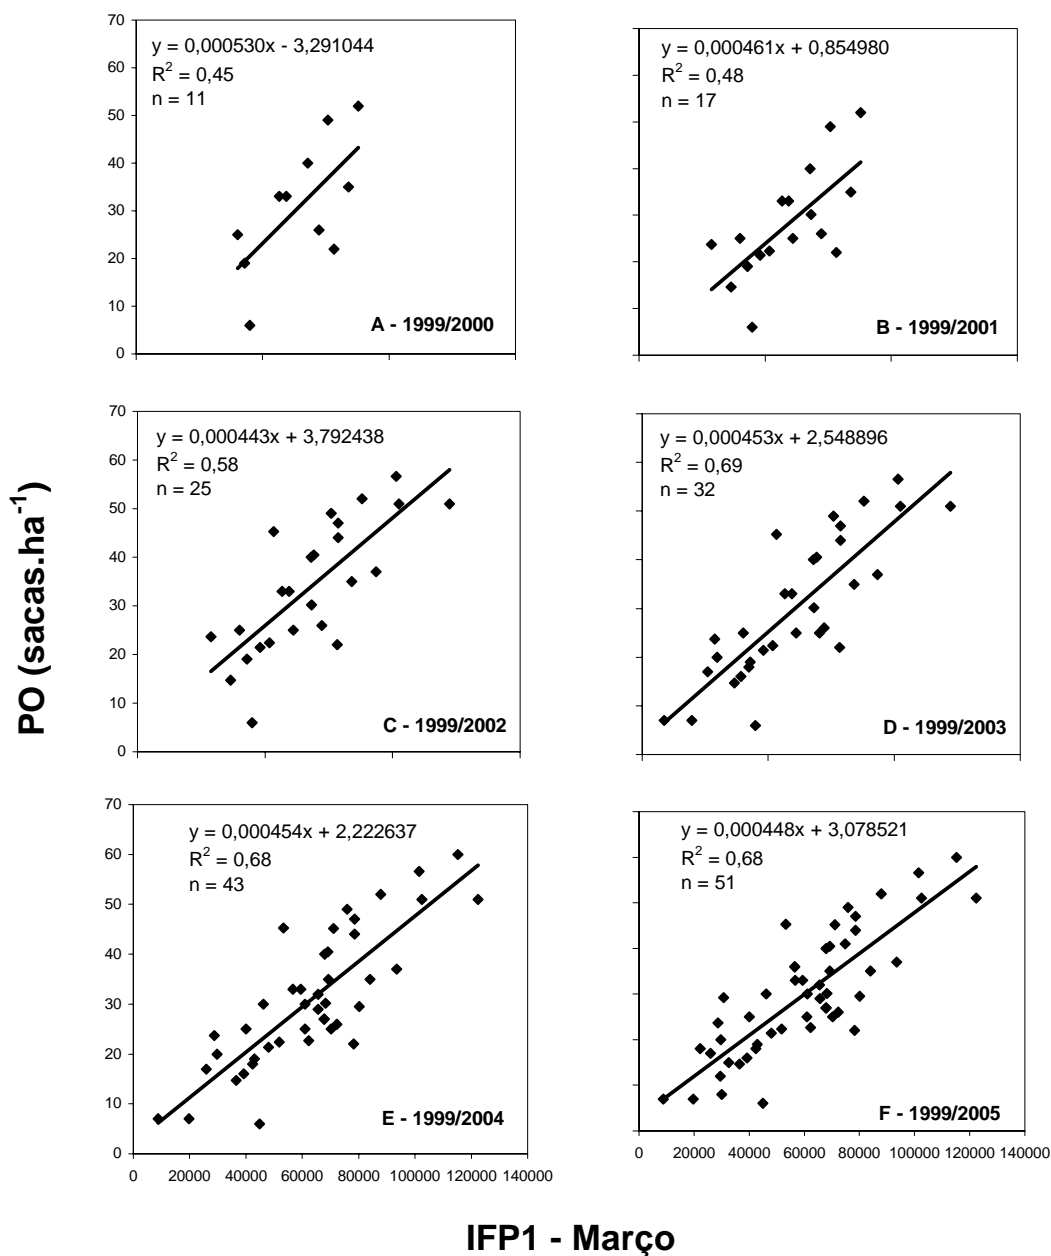 70
60
50
40
30
20
10
0
y = 0,000530x - 3,291044
R² = 0,45
n = 11
A - 1999/2000
y = 0,000461x + 0,854980
R² = 0,48
n = 17
B - 1999/2001
PO (sacas.ha⁻¹)
70
60
50
40
30
20
10
0
y = 0,000443x + 3,792438
R² = 0,58
n = 25
C - 1999/2002
y = 0,000453x + 2,548896
R² = 0,69
n = 32
D - 1999/2003
70
60
50
40
30
20
10
0
y = 0,000454x + 2,222637
R² = 0,68
n = 43
E - 1999/2004
0 20000 40000 60000 80000 100000 120000 140000
y = 0,000448x + 3,078521
R² = 0,68
n = 51
F - 1999/2005
0 20000 40000 60000 80000 100000 120000 140000
IFP1 - Março